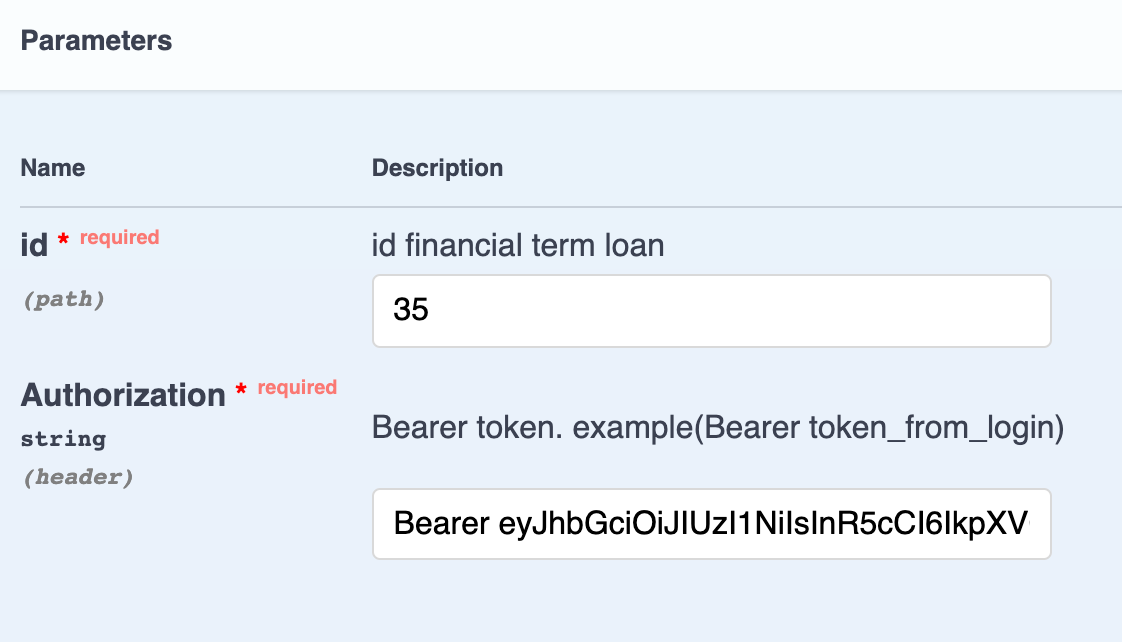 Parameters
Name Description
id * required
id financial term loan
(path)
35
Authorization * required
string
(header)
Bearer token. example(Bearer token_from_login)
Bearer eyJhbGciOiJIUzI1NiIsInR5cCI6IkpXV